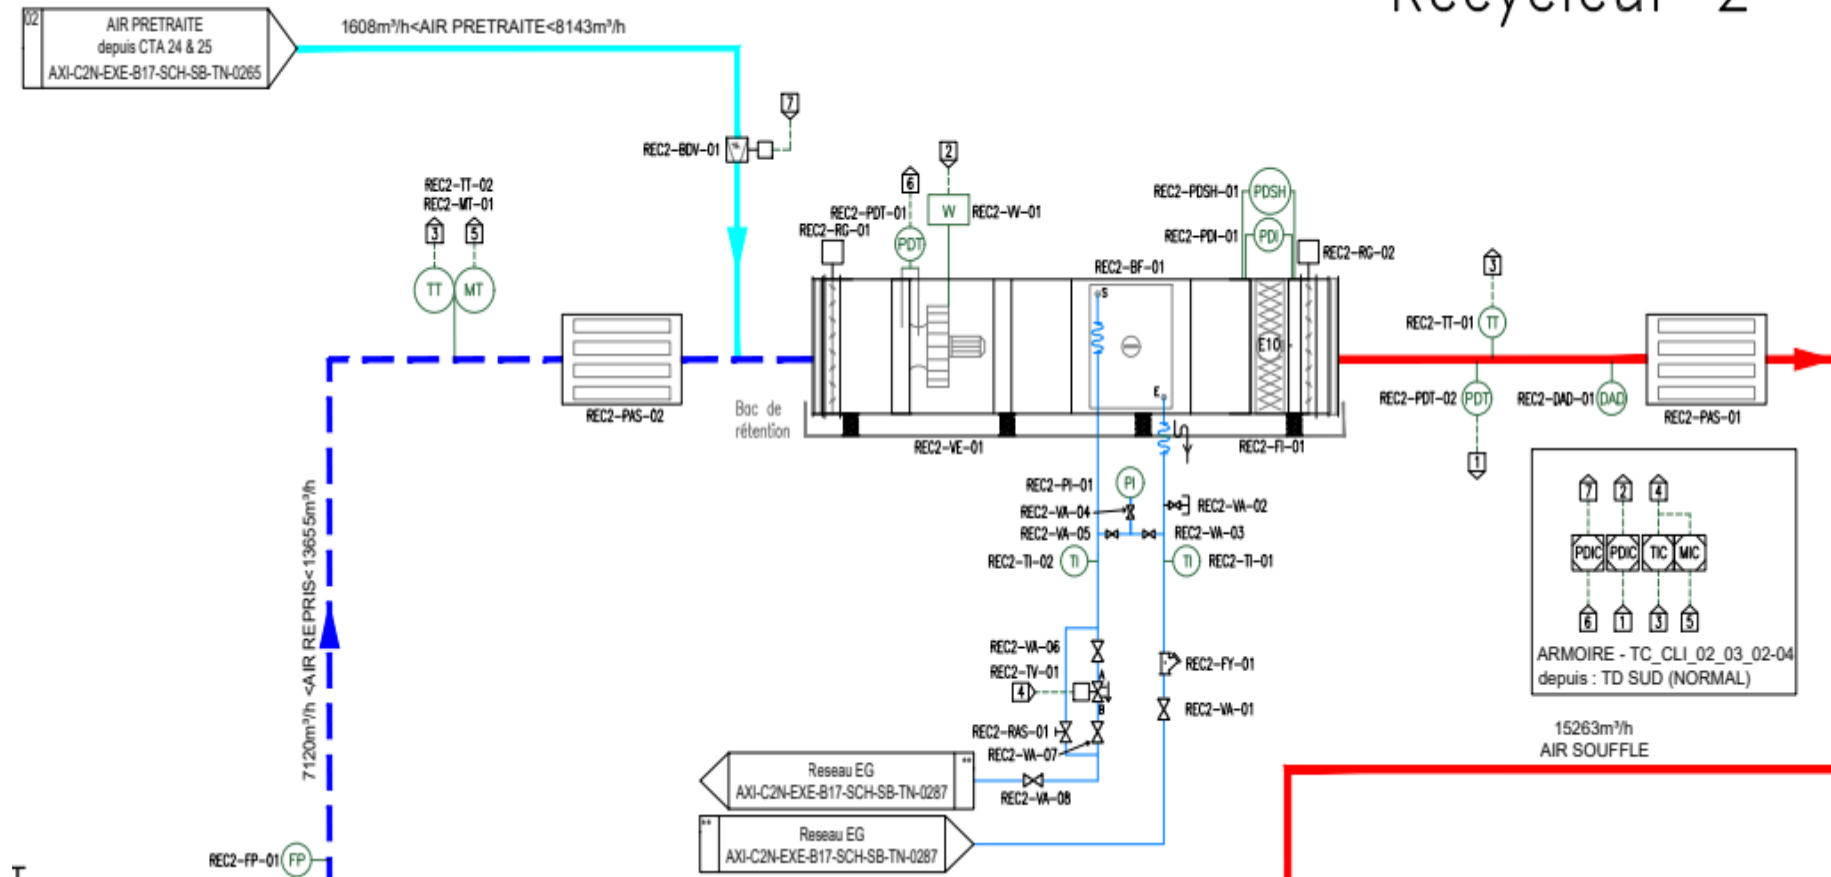 Recycleur 2
02
AIR PRETRAITE
depuis CTA 24 & 25
AXI-C2N-EXE-B17-SCH-SB-TN-0265
1608m³/h<AIR PRETRAITE<8143m³/h
7
REC2-BDV-01
2
6
REC2-PDT-01
W
REC2-VV-01
REC2-RG-01
PDT
REC2-PDSH-01
PDSH
REC2-PDI-01
PDI
REC2-RG-02
REC2-TT-02
REC2-MT-01
3
5
TT
MT
REC2-BF-01
S
E
E10
3
REC2-TT-01
TT
REC2-PAS-02
Bac de
rétention
REC2-VE-01
REC2-FI-01
REC2-PDT-02
PDT
REC2-DAD-01
DAD
REC2-PAS-01
1
REC2-PI-01
PI
REC2-VA-04
REC2-VA-02
REC2-VA-05
REC2-VA-03
REC2-TI-02
TI
TI
REC2-TI-01
7
2
4
PDIC
PDIC
TIC
MIC
6
1
3
5
ARMOIRE - TC_CLI_02_03_02-04
depuis : TD SUD (NORMAL)
7120m³/h <AIR REPRIS<13655m³/h
REC2-VA-06
REC2-TV-01
4
A
B
REC2-FY-01
REC2-VA-01
REC2-RAS-01
REC2-VA-07
15263m³/h
AIR SOUFFLE
**
Reseau EG
AXI-C2N-EXE-B17-SCH-SB-TN-0287
REC2-VA-08
**
Reseau EG
AXI-C2N-EXE-B17-SCH-SB-TN-0287
REC2-FP-01
FP